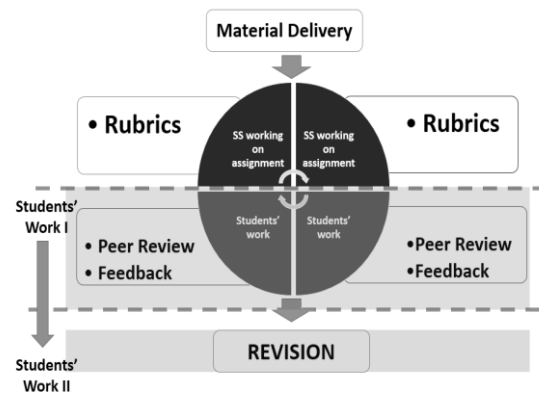 Material Delivery
• Rubrics
• Rubrics
SS working
on
assignment
SS working
on
assignment
Students'
Work I
Students'
work
Students'
work
• Peer Review
• Feedback
•Peer Review
•Feedback
REVISION
Students'
Work II